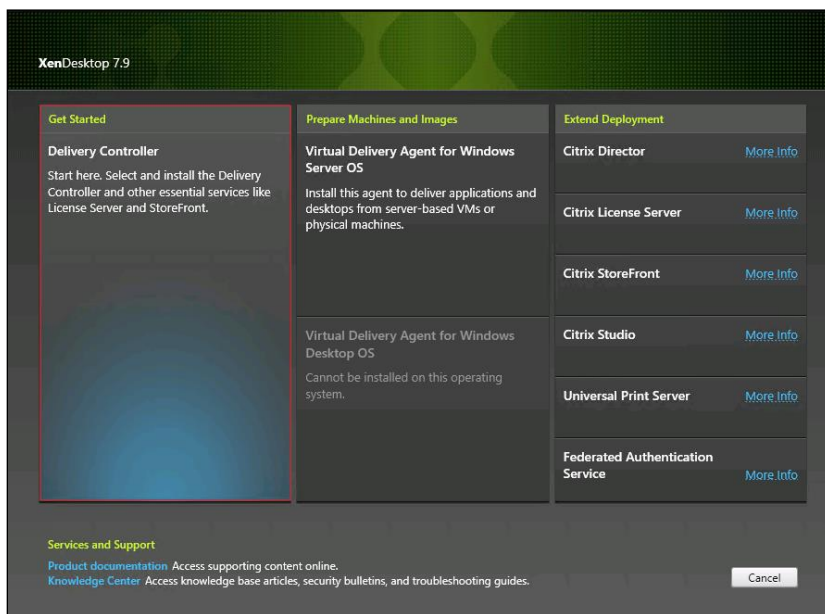 XenDesktop 7.9
Get Started
Delivery Controller
Start here. Select and install the Delivery
Controller and other essential services like
License Server and StoreFront.
Prepare Machines and Images
Virtual Delivery Agent for Windows
Server OS
Install this agent to deliver applications and
desktops from server-based VMs or
physical machines.
Virtual Delivery Agent for Windows
Desktop OS
Cannot be installed on this operating
system.
Extend Deployment
Citrix Director More Info
Citrix License Server More Info
Citrix StoreFront More Info
Citrix Studio More Info
Universal Print Server More Info
Federated Authentication
Service More Info
Services and Support
Product documentation Access supporting content online.
Knowledge Center Access knowledge base articles, security bulletins, and troubleshooting guides.
Cancel